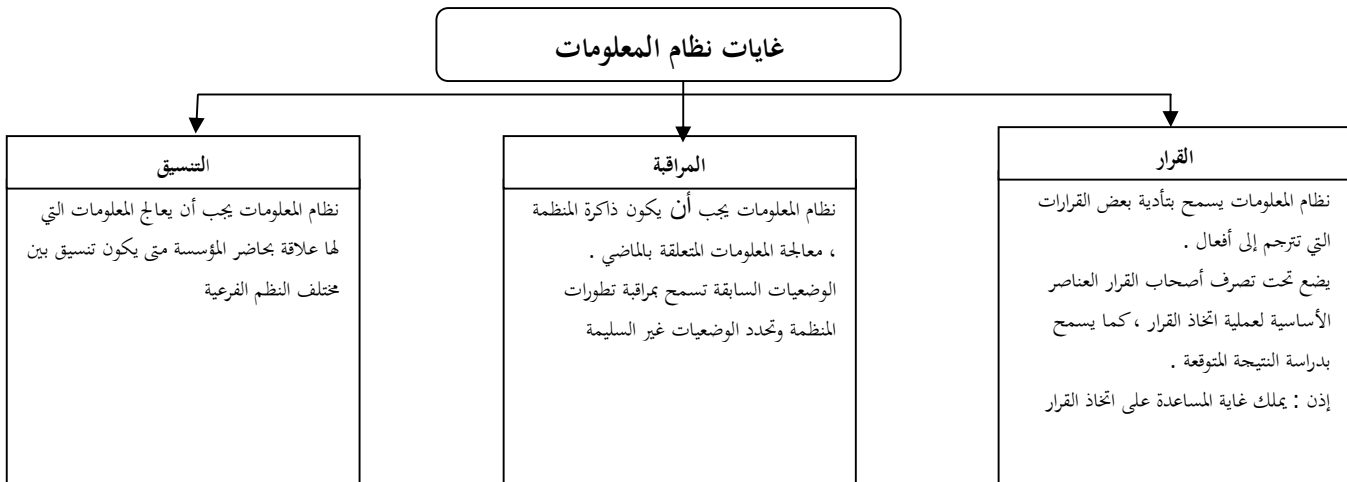 غايات نظام المعلومات
القرار
نظام المعلومات يسمح بتأدية بعض القرارات
التي تترجم إلى أفعال .
يضع تحت تصرف أصحاب القرار العناصر
الأساسية لعملية اتخاذ القرار ، كما يسمح
بدراسة النتيجة المتوقعة .
إذن : يملك غاية المساعدة على اتخاذ القرار
المراقبة
نظام المعلومات يجب أن يكون ذاكرة المنظمة
، معالجة المعلومات المتعلقة بالماضي .
الوضعيات السابقة تسمح بمراقبة تطورات
المنظمة وتحدد الوضعيات غير السليمة
التنسيق
نظام المعلومات يجب أن يعالج المعلومات التي
لها علاقة بحاضر المؤسسة متى يكون تنسيق بين
مختلف النظم الفرعية